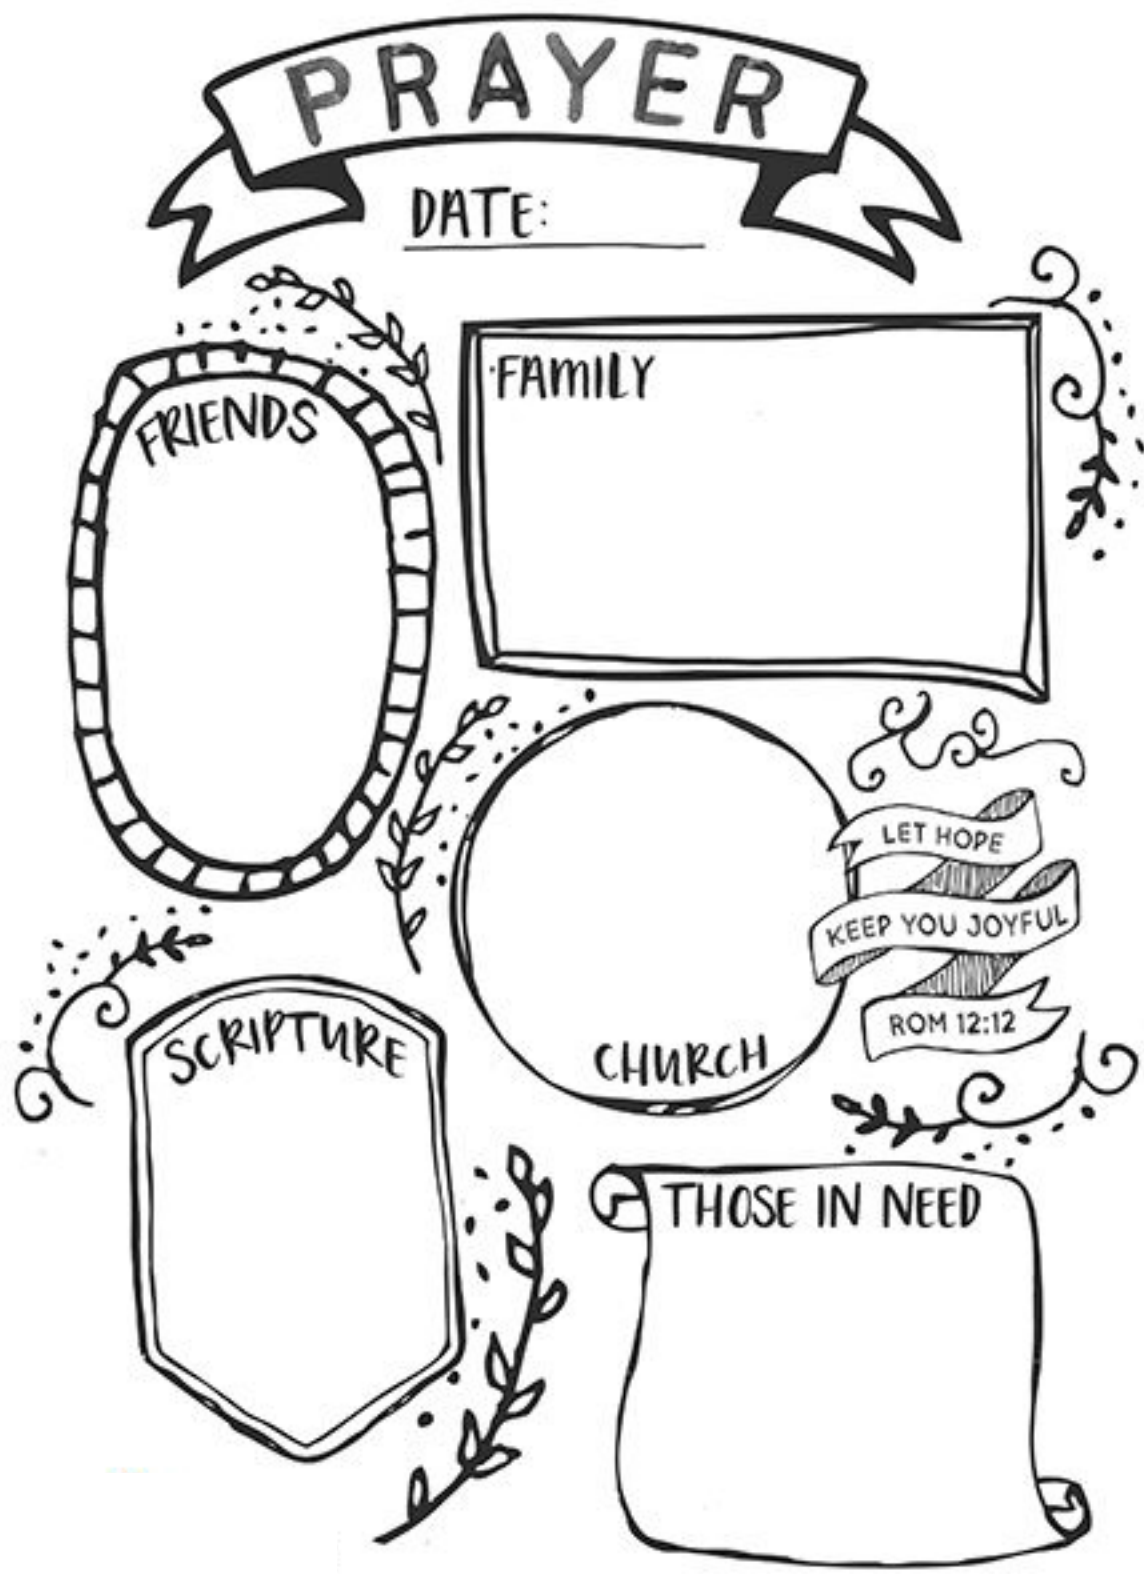 PRAYER
DATE:
FRIENDS
FAMILY
LET HOPE
KEEP YOU JOYFUL
ROM 12:12
CHURCH
SCRIPTURE
THOSE IN NEED